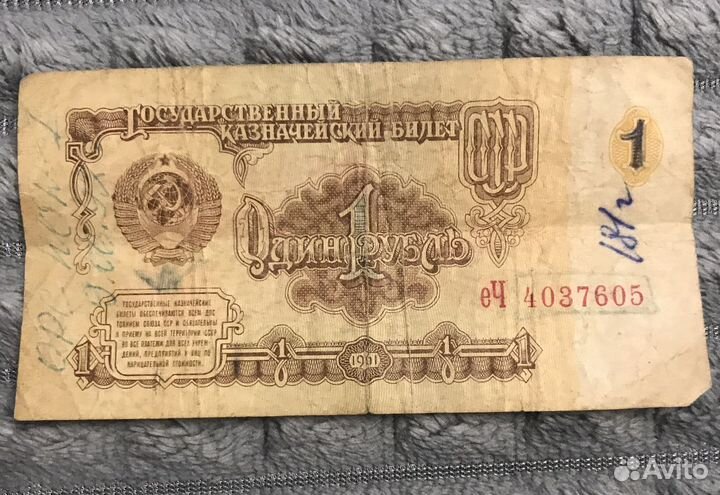 ГОСУДАРСТВЕННЫЙ
КАЗНАЧЕЙСКИЙ БИЛЕТ
СССР
1
ОДИН РУБЛЬ
1
181г
еЧ 4037605
ГОСУДАРСТВЕННЫЕ КАЗНАЧЕЙСКИЕ
БИЛЕТЫ ОБЕСПЕЧИВАЮТСЯ ВСЕМ ДОС-
ТОЯНИЕМ СОЮЗА ССР И ОБЯЗАТЕЛЬНЫ
К ПРИЕМУ НА ВСЕЙ ТЕРРИТОРИИ СССР
ВО ВСЕ ПЛАТЕЖИ ДЛЯ ВСЕХ УЧРЕЖ-
ДЕНИЙ, ПРЕДПРИЯТИЙ И ЛИЦ ПО
НАРИЦАТЕЛЬНОЙ СТОИМОСТИ.
1 1 1961 1 1
Avito